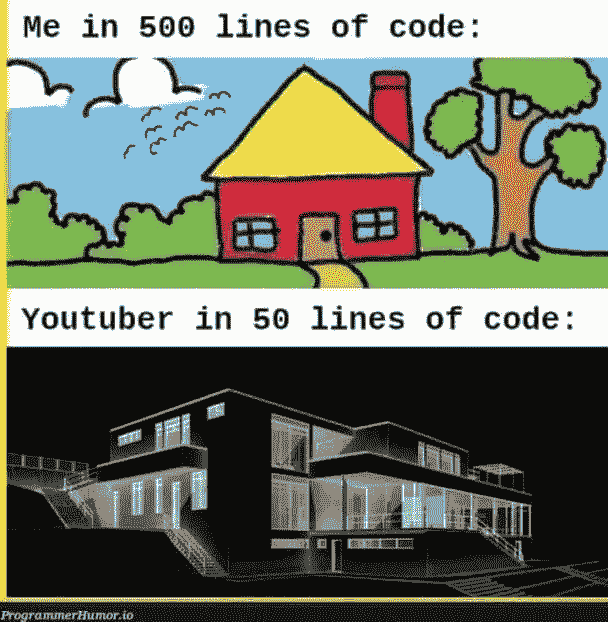 Me in 500 lines of code:
Youtuber in 50 lines of code:
ProgrammerHumor.io